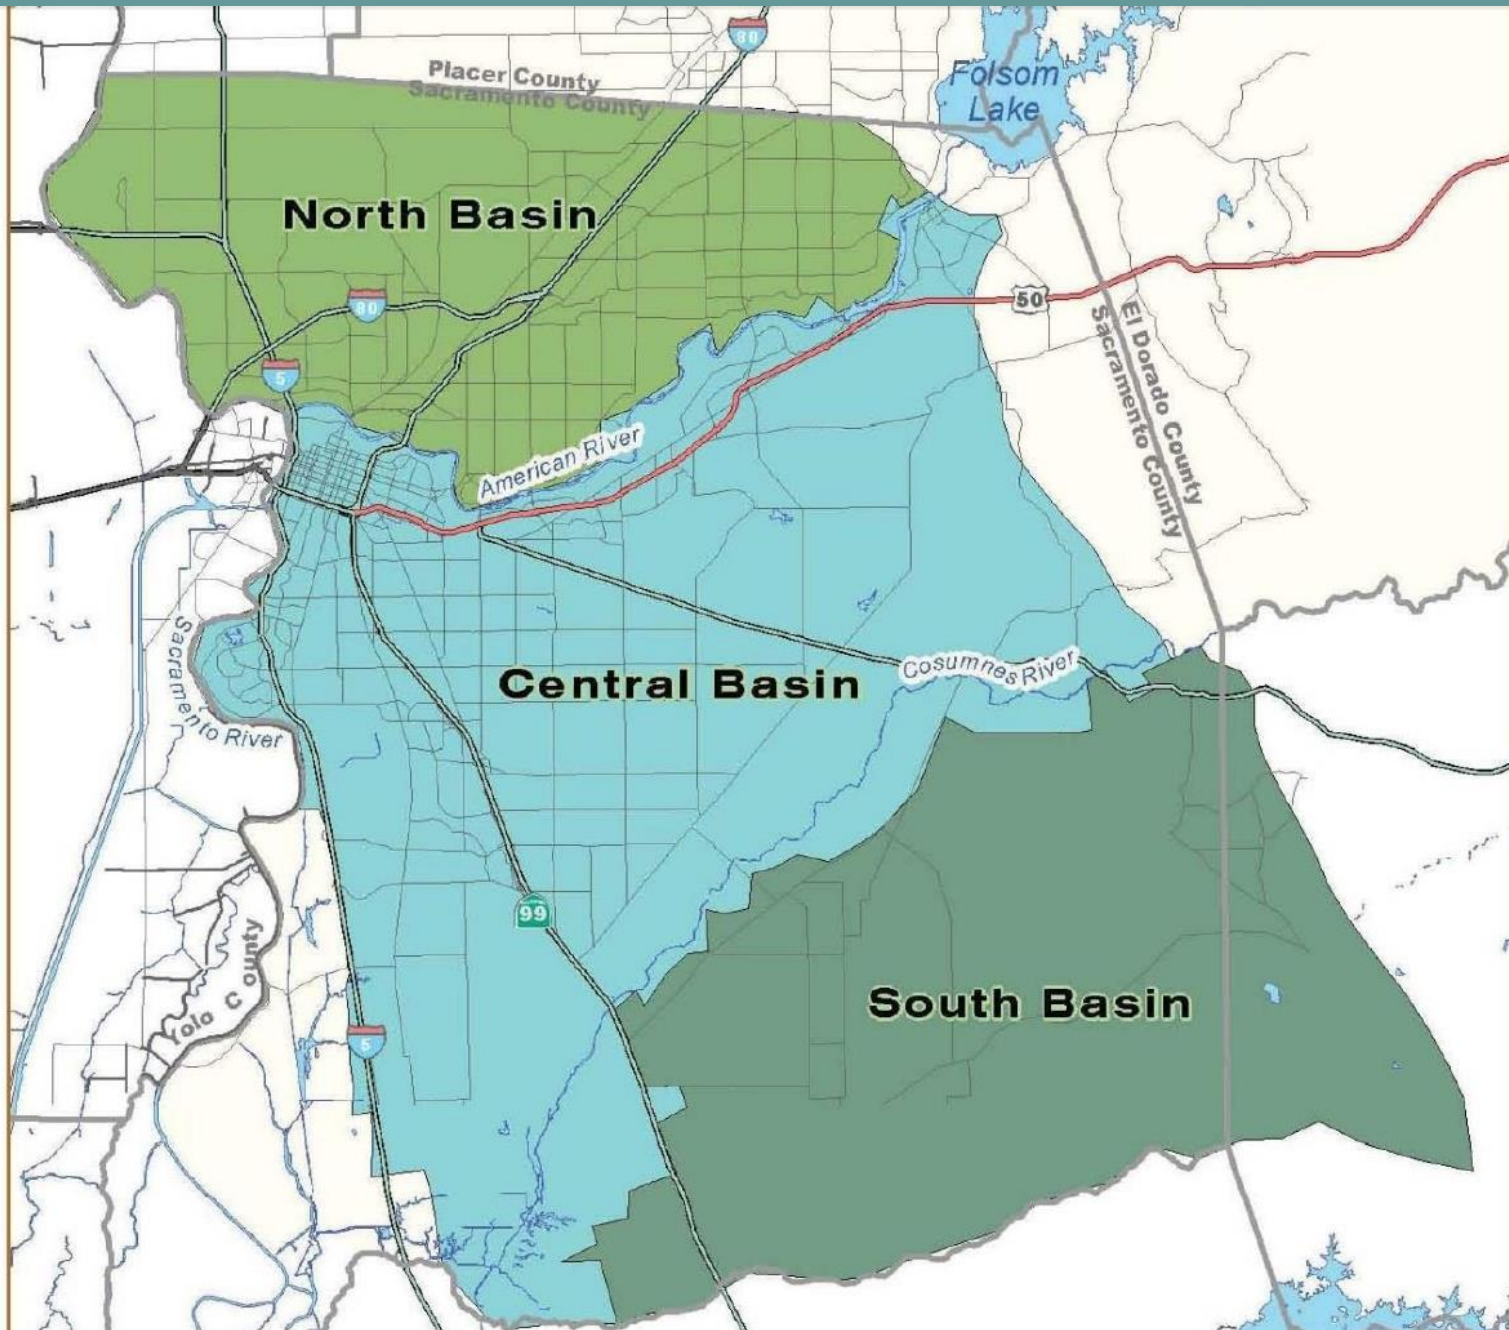 80
Placer County
Sacramento County
Folsom
Lake
North Basin
80
50
5
El Dorado County
Sacramento County
American River
Sacramento River
Central Basin
Cosumnes River
99
Yolo County
South Basin
5